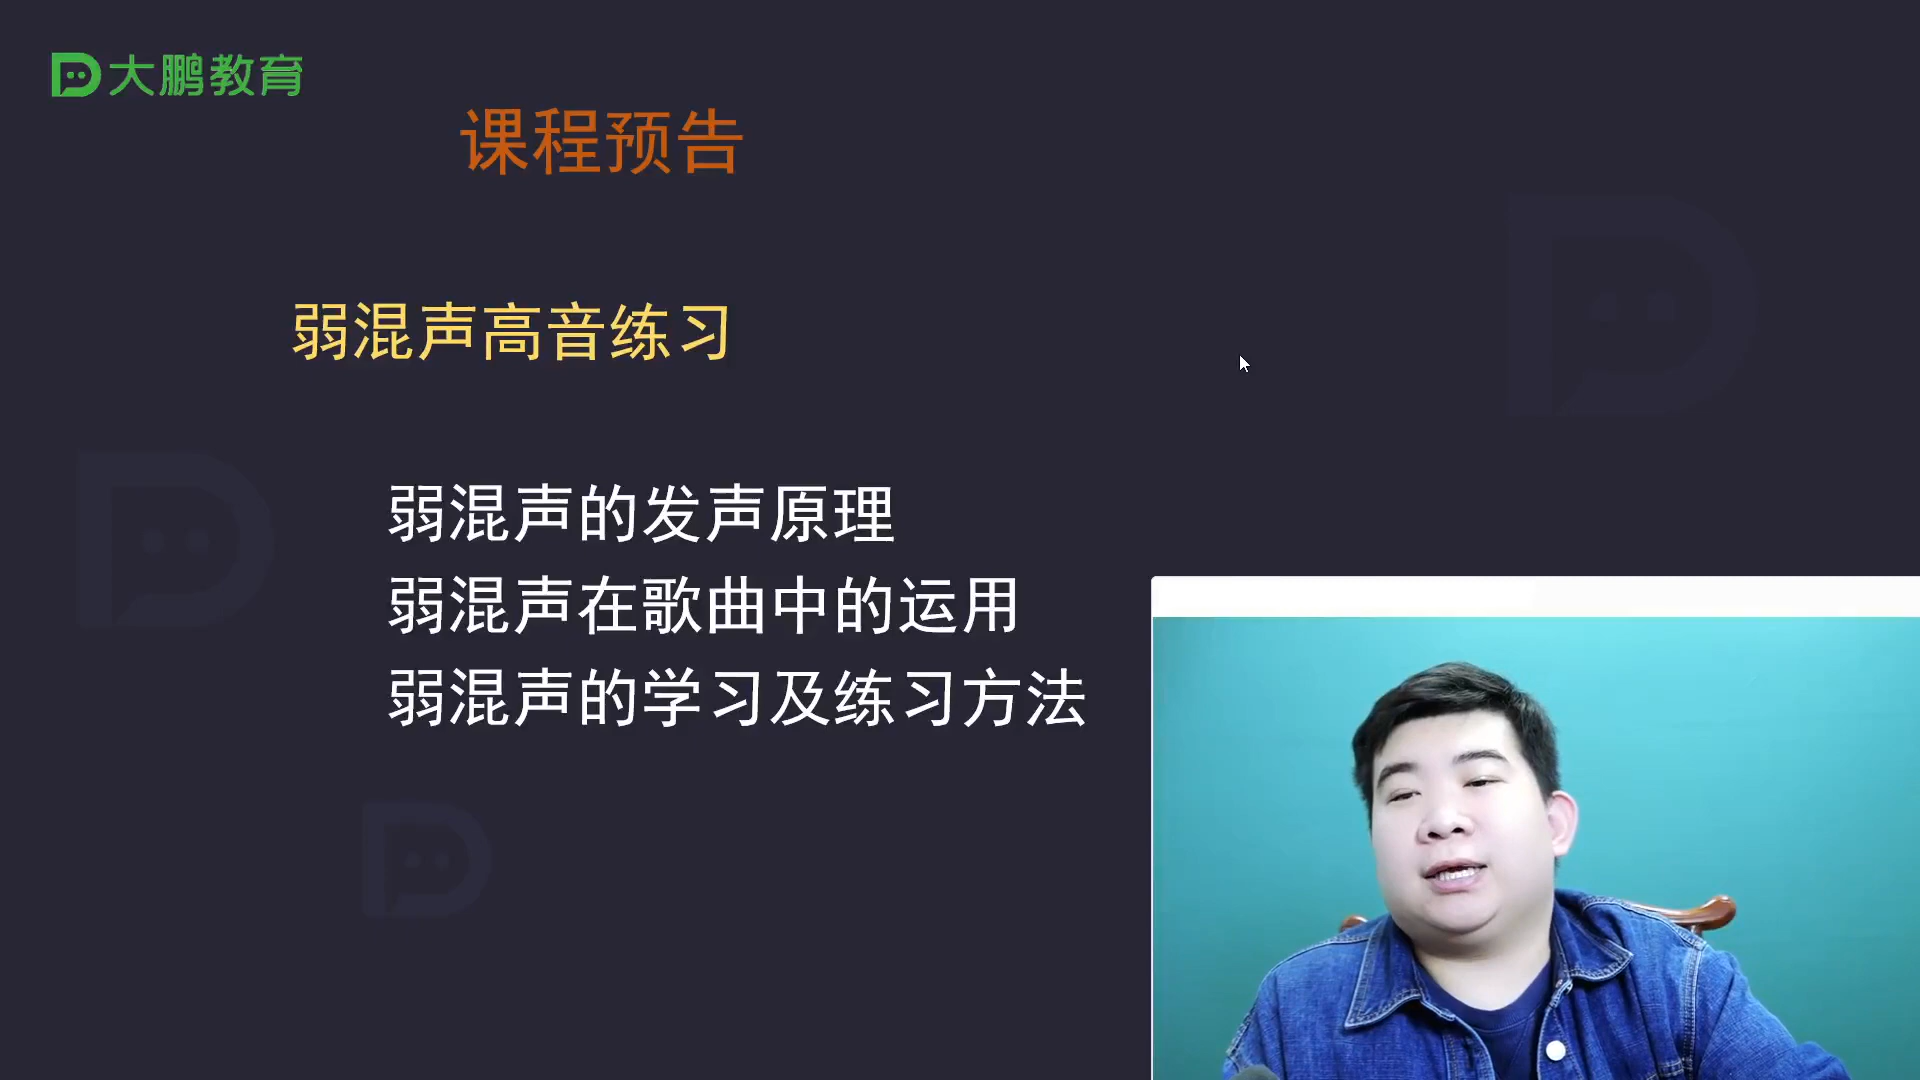 大鹏教育
课程预告
弱混声高音练习
弱混声的发声原理
弱混声在歌曲中的运用
弱混声的学习及练习方法